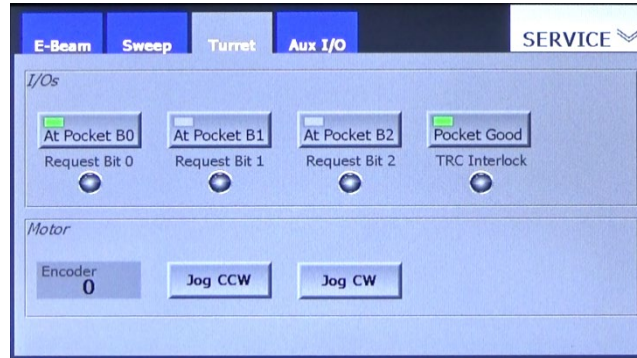 E-Beam
Sweep
Turret
Aux I/O
SERVICE
I/Os
At Pocket B0
At Pocket B1
At Pocket B2
Pocket Good
Request Bit 0
Request Bit 1
Request Bit 2
TRC Interlock
Motor
Encoder
0
Jog CCW
Jog CW